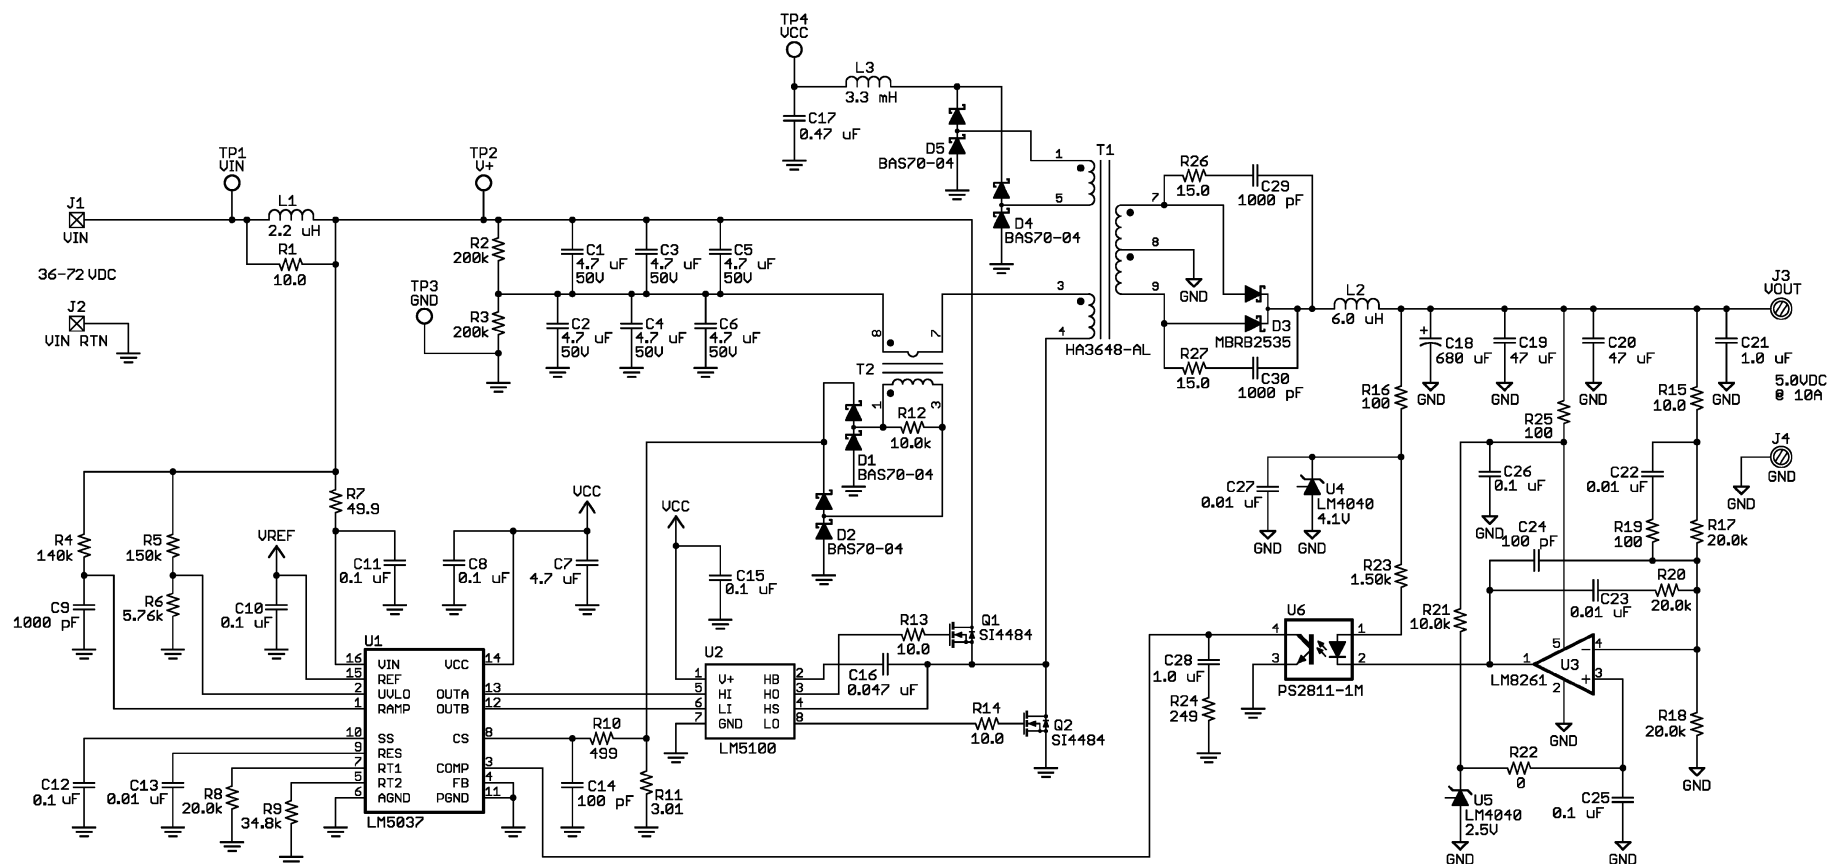 TP4
VCC
L3
3.3 mH
C17
0.47 uF
D5
BAS70-04
T1
1
5
D4
BAS70-04
3
4
HA3648-AL
7
8
9
GND
R26
15.0
C29
1000 pF
D3
MBRB2535
R27
15.0
C30
1000 pF
L2
6.0 uH
J3
VOUT
TP1
VIN
TP2
V+
J1
VIN
L1
2.2 uH
R1
10.0
36-72 VDC
J2
VIN RTN
TP3
GND
R2
200k
R3
200k
C1
4.7 uF
50V
C3
4.7 uF
50V
C5
4.7 uF
50V
C2
4.7 uF
50V
C4
4.7 uF
50V
C6
4.7 uF
50V
8
7
T2
1
3
R12
10.0k
D1
BAS70-04
D2
BAS70-04
+
C18
680 uF
GND
C19
47 uF
GND
C20
47 uF
GND
C21
1.0 uF
GND
5.0VDC
@ 10A
J4
GND
GND
R16
100
R25
100
R15
10.0
C27
0.01 uF
GND
U4
LM4040
4.1V
GND
C26
0.1 uF
GND
C22
0.01 uF
R19
100
R17
20.0k
C24
100 pF
C23
0.01 uF
R20
20.0k
R23
1.50k
R21
10.0k
R4
140k
R5
150k
R6
5.76k
C9
1000 pF
VREF
C10
0.1 uF
R7
49.9
C11
0.1 uF
C8
0.1 uF
VCC
C7
4.7 uF
VCC
C15
0.1 uF
U1
16 VIN
15 REF
2 UVLO
1 RAMP
10 SS
9 RES
7 RT1
5 RT2
6 AGND
VCC 14
OUTA 13
OUTB 12
CS 8
COMP 3
FB 4
PGND 11
LM5037
C12
0.1 uF
C13
0.01 uF
R8
20.0k
R9
34.8k
R10
499
C14
100 pF
R11
3.01
U2
1 V+
5 HI
6 LI
7 GND
HB 2
HO 3
HS 4
LO 8
LM5100
C16
0.047 uF
R13
10.0
Q1
SI4484
R14
10.0
Q2
SI4484
U6
4
3
1
2
PS2811-1M
C28
1.0 uF
R24
249
U3
LM8261
1
5
2
4
3
-
+
GND
R18
20.0k
GND
R22
0
U5
LM4040
2.5V
GND
C25
0.1 uF
GND